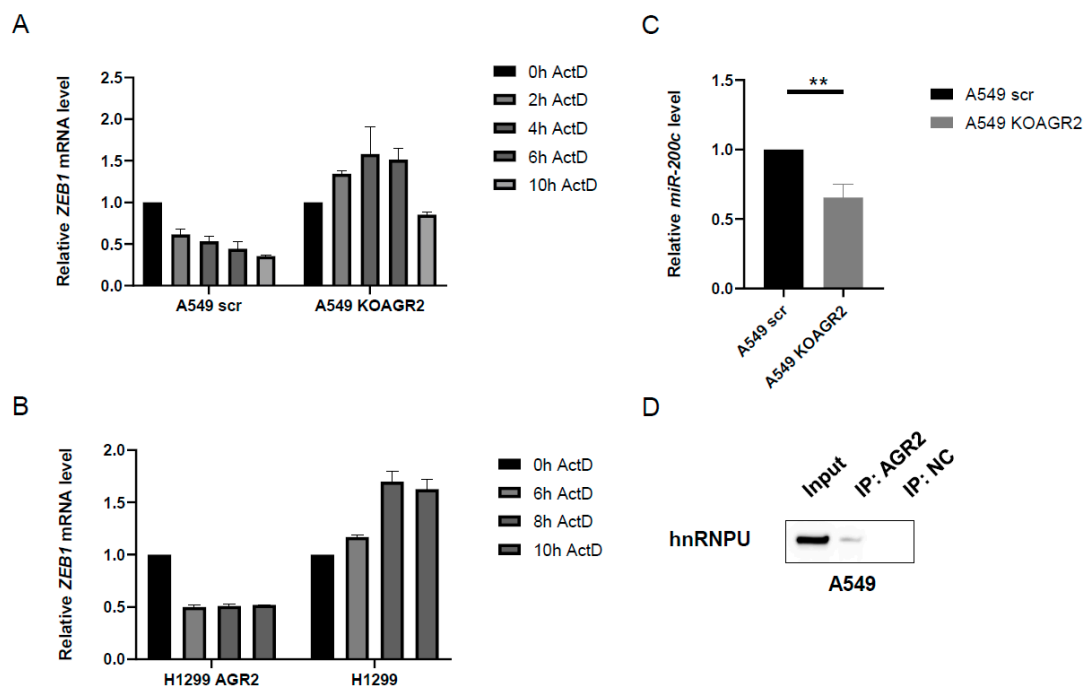 A
Relative ZEB1 mRNA level
2.5
2.0
1.5
1.0
0.5
0.0
A549 scr
A549 KOAGR2
0h ActD
2h ActD
4h ActD
6h ActD
10h ActD
B
Relative ZEB1 mRNA level
2.0
1.5
1.0
0.5
0.0
H1299 AGR2
H1299
0h ActD
6h ActD
8h ActD
10h ActD
C
Relative miR-200c level
1.5
1.0
0.5
0.0
**
A549 scr
A549 KOAGR2
A549 scr
A549 KOAGR2
D
Input
IP: AGR2
IP: NC
hnRNPU
A549